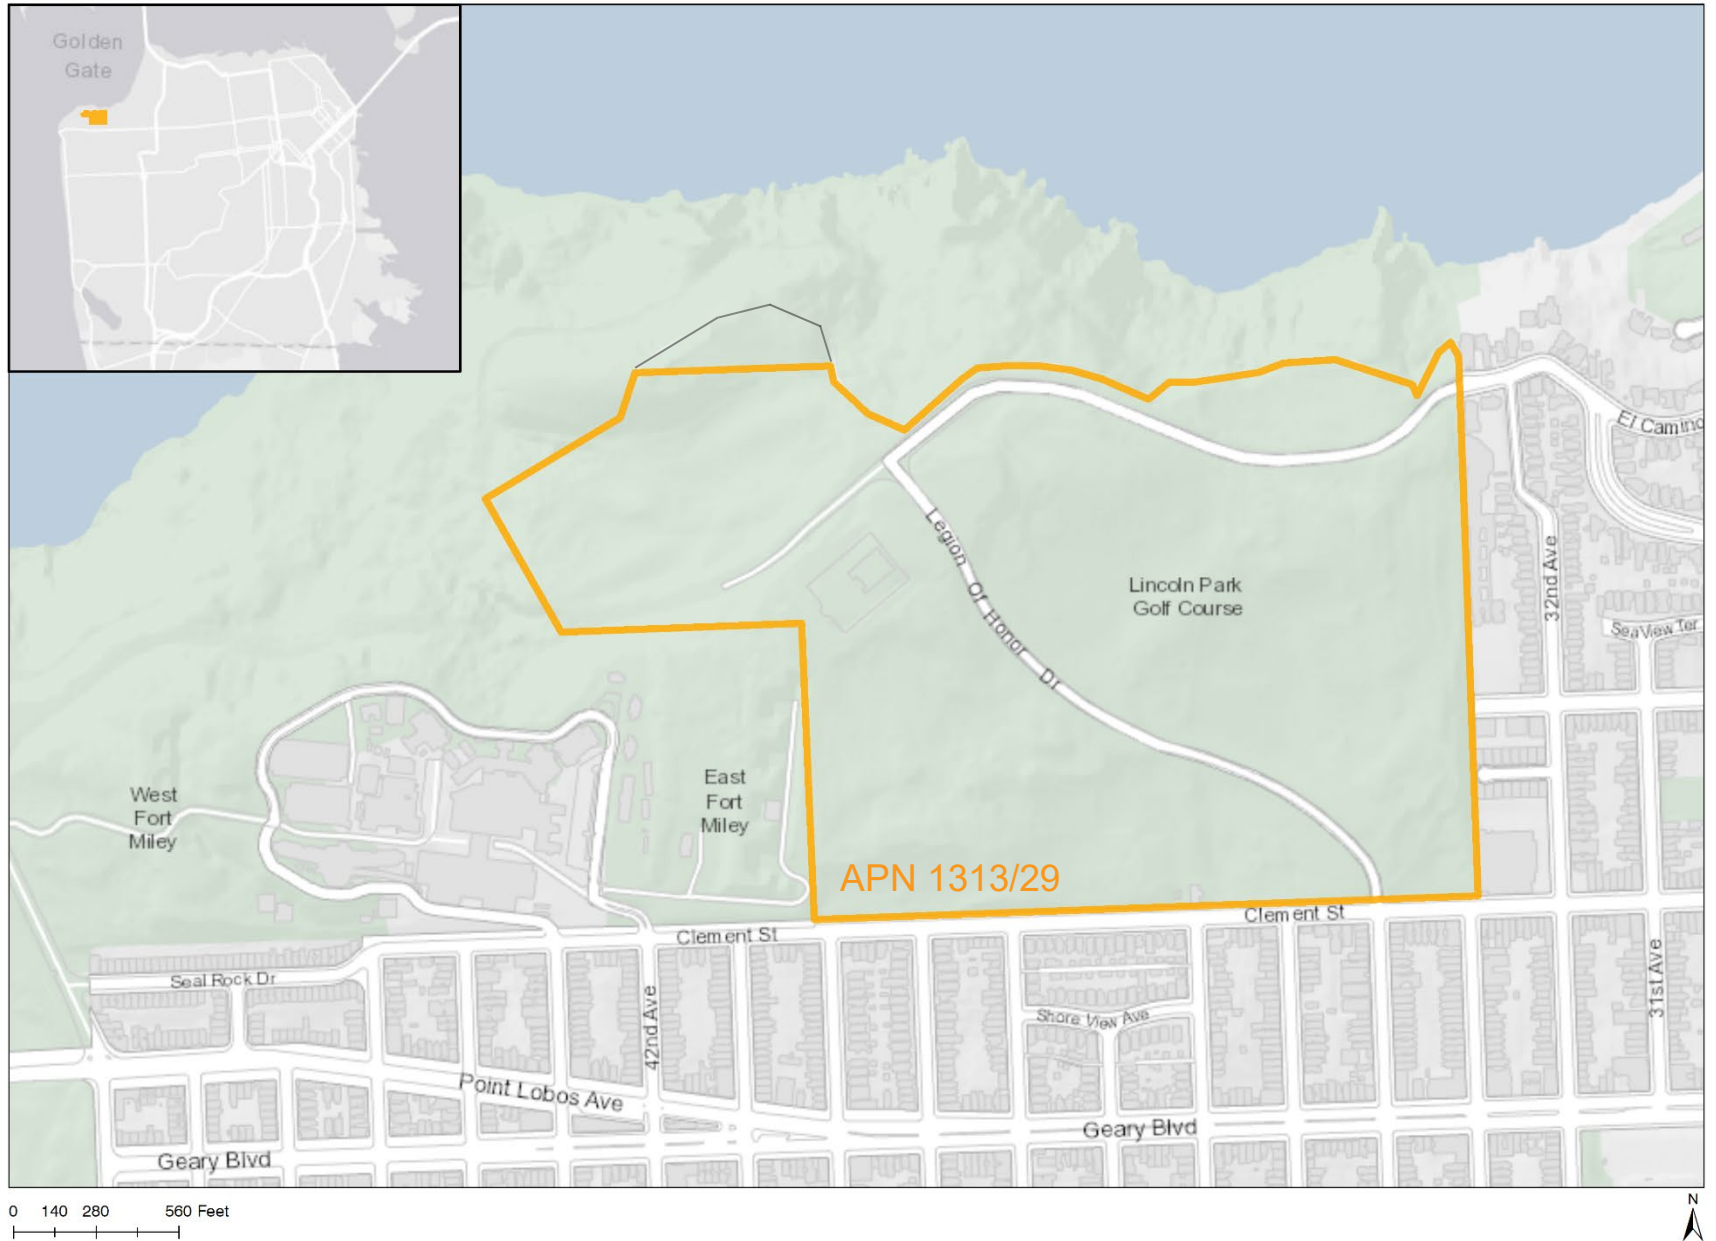 Golden
Gate
El Camino
32nd Ave
Legion Of Honor Dr
Lincoln Park
Golf Course
Sea View Ter
East
Fort
Miley
West
Fort
Miley
APN 1313/29
Clement St
Clement St
Seal Rock Dr
31st Ave
42nd Ave
Shore View Ave
Point Lobos Ave
Geary Blvd
Geary Blvd
0 140 280 560 Feet
N